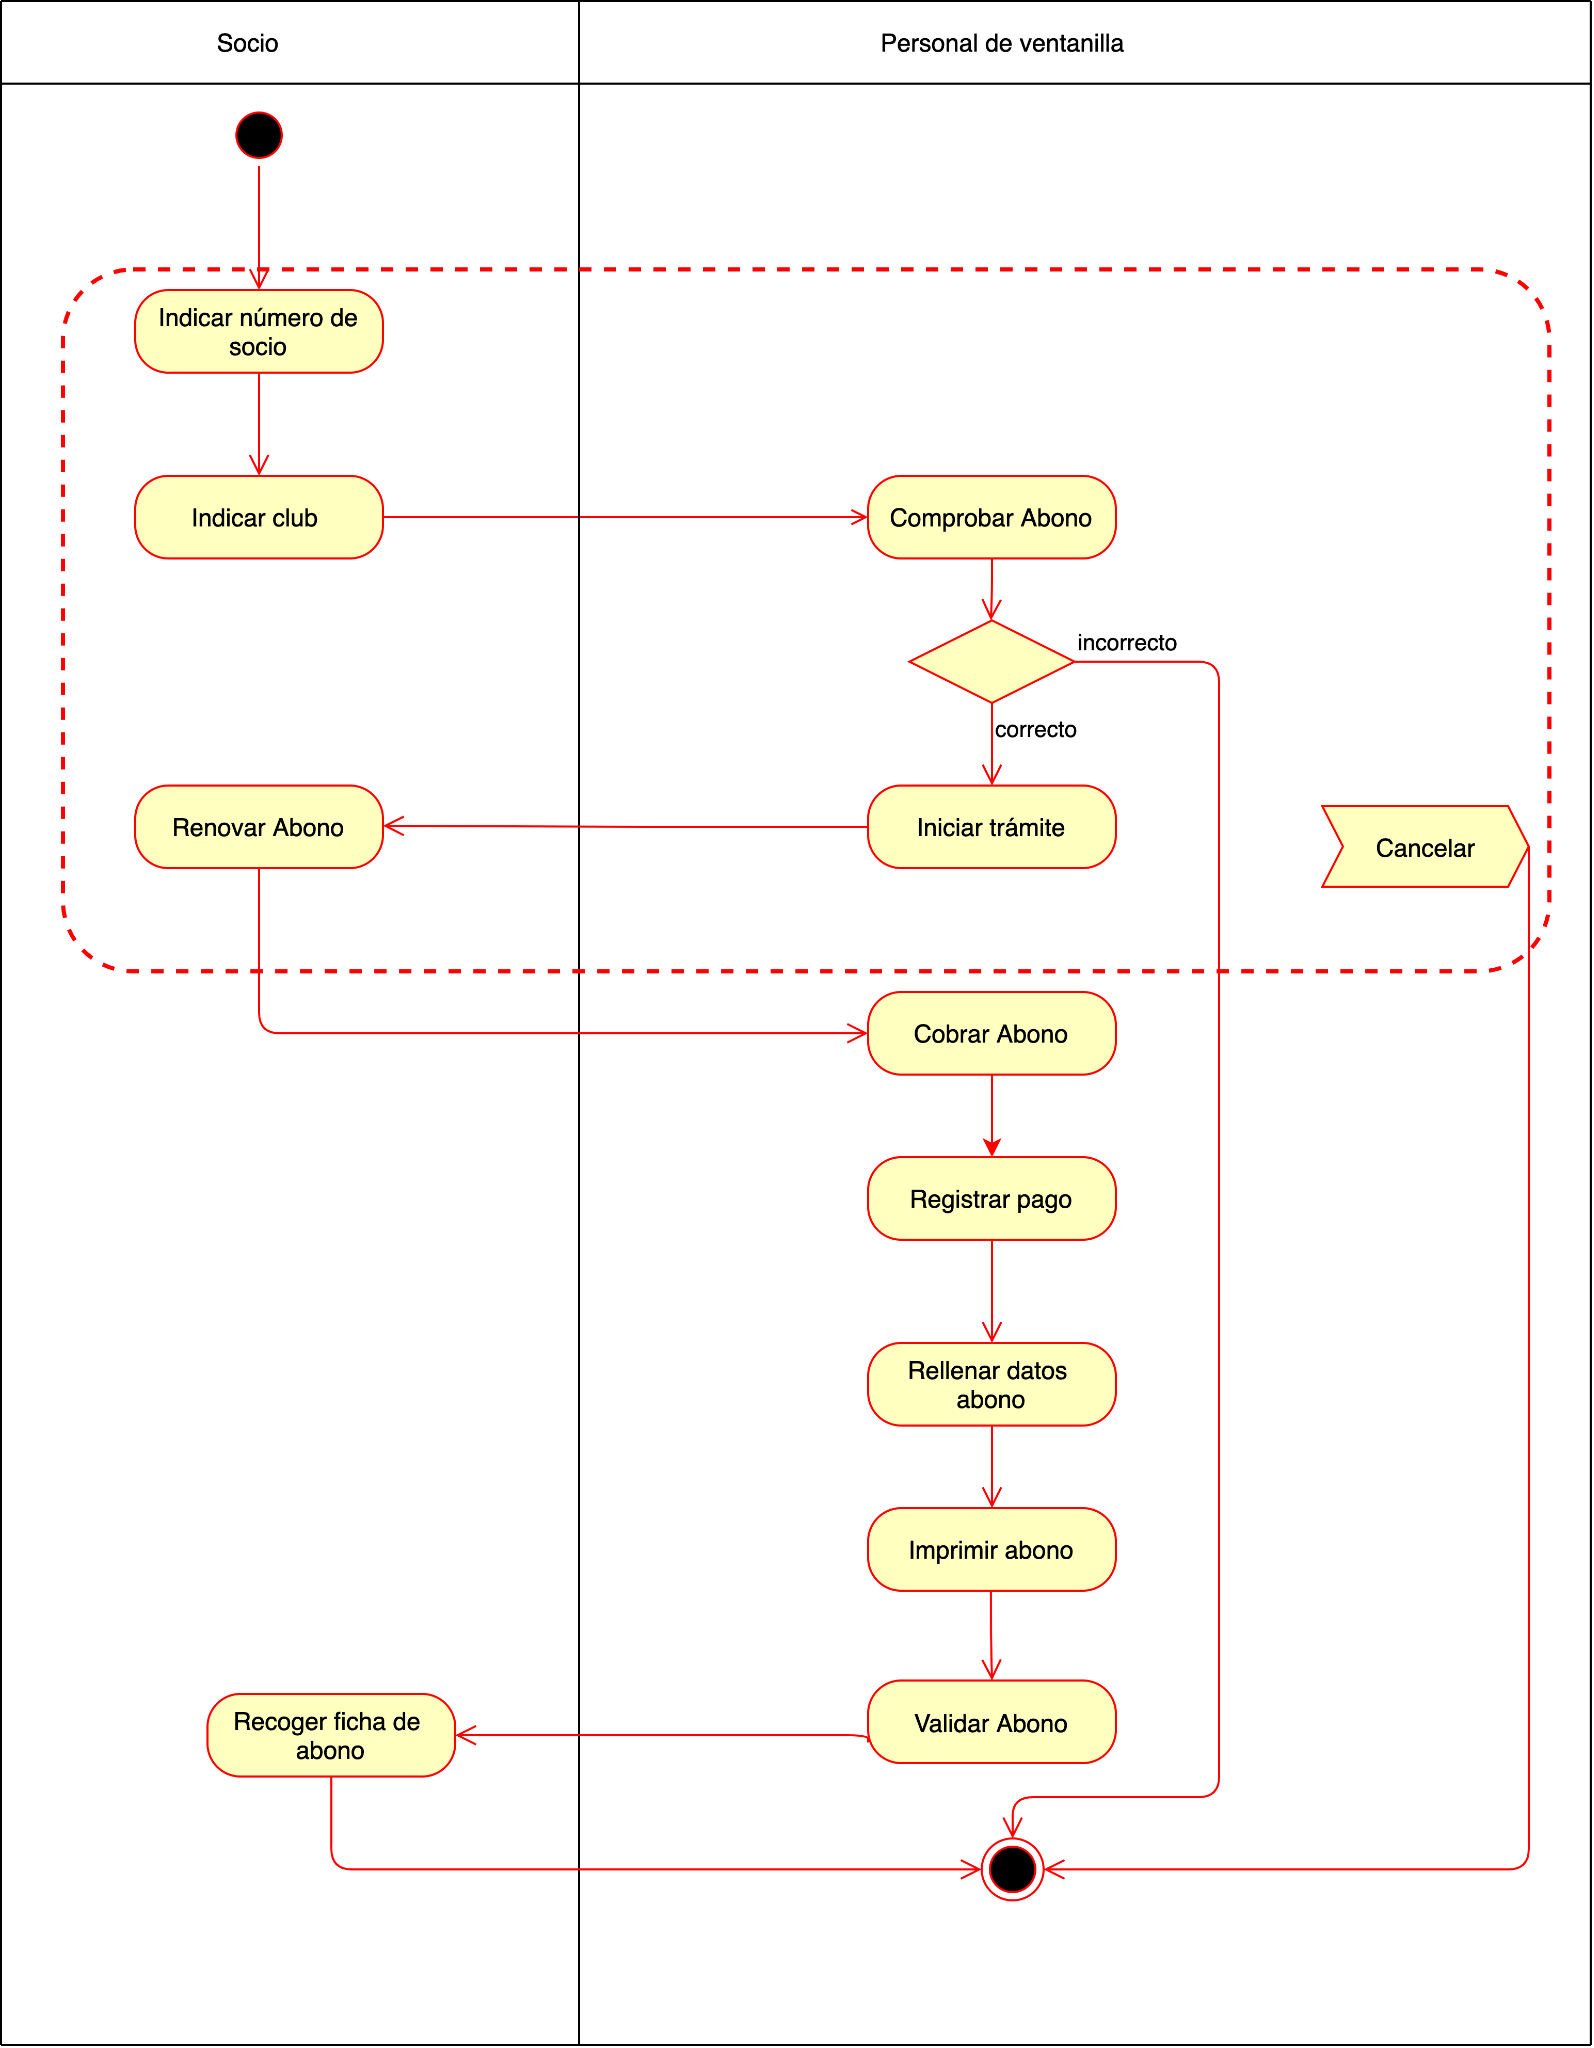 Socio
Personal de ventanilla
Indicar número de
socio
Indicar club
Comprobar Abono
incorrecto
correcto
Renovar Abono
Iniciar trámite
Cancelar
Cobrar Abono
Registrar pago
Rellenar datos
abono
Imprimir abono
Recoger ficha de
abono
Validar Abono